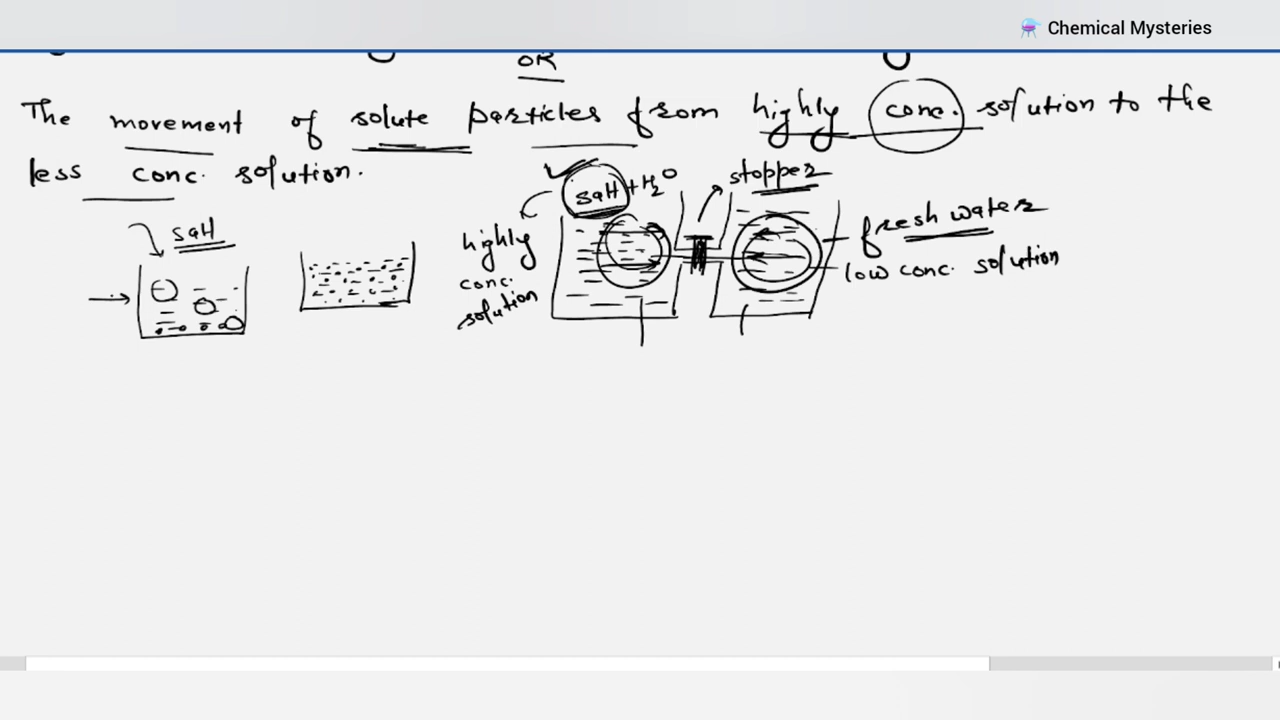 Chemical Mysteries
OR
The movement of solute particles from highly conc. solution to the
less conc. solution.
salt
salt + H2O
stopper
highly
conc.
solution
fresh water
low conc. solution